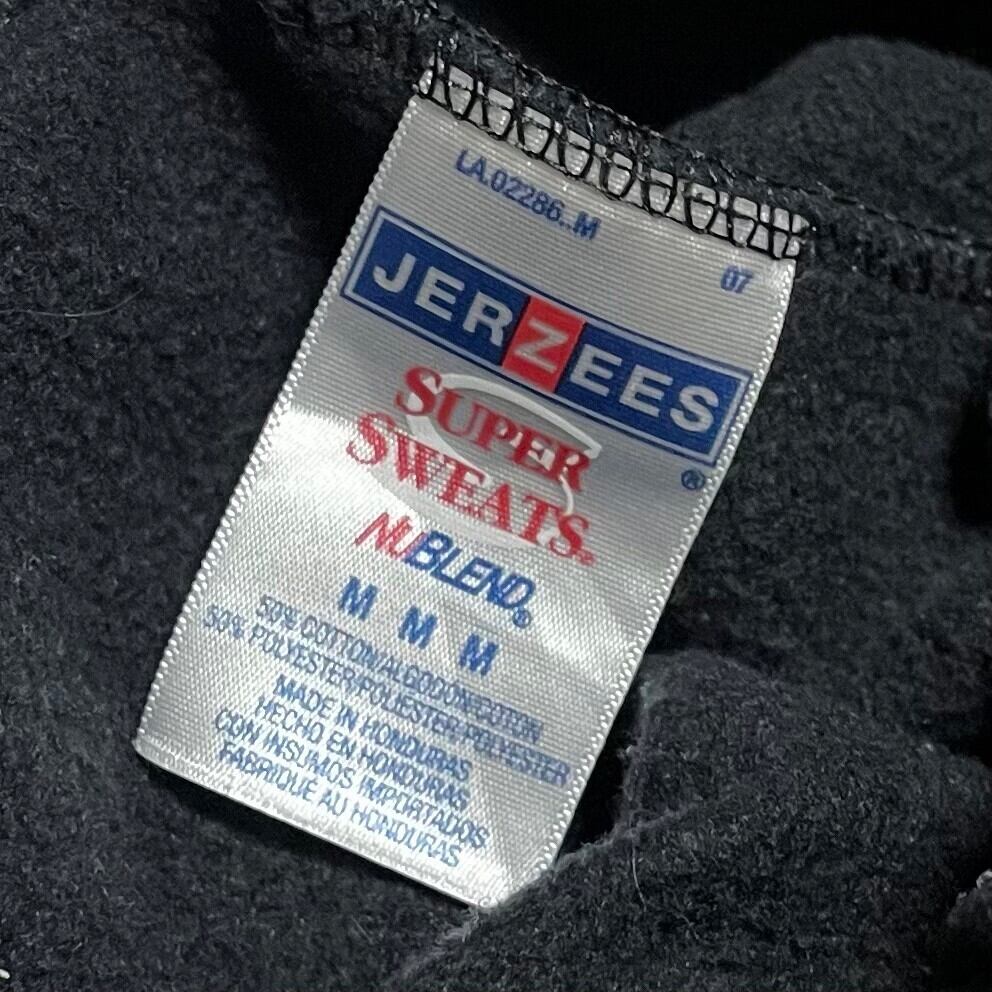 LA.02286..M
07
JERZEES®
SUPER
SWEATS®
NUBLEND®
M M M
50% COTTON/ALGODON/COTON
50% POLYESTER/POLIESTER/POLYESTER
MADE IN HONDURAS
HECHO EN HONDURAS
CON INSUMOS IMPORTADOS
FABRIQUE AU HONDURAS